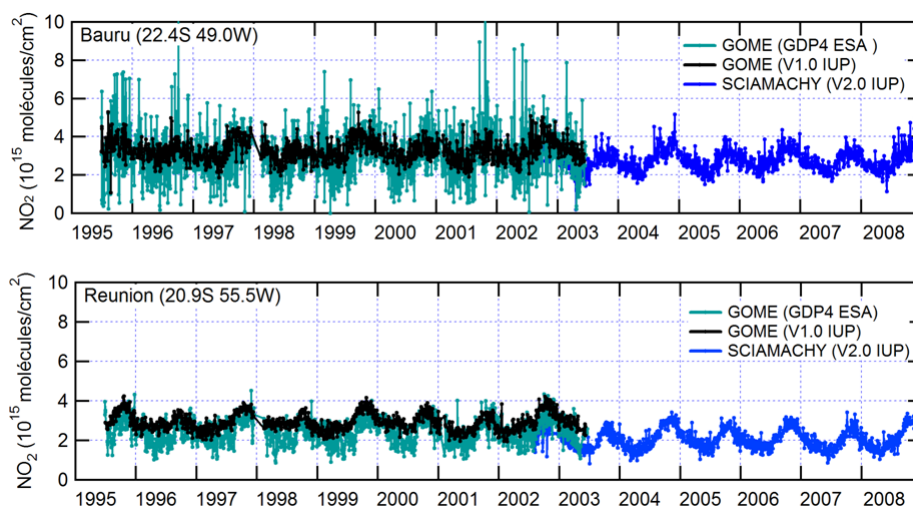 10
8
6
4
2
0
NO₂ (10¹⁵ molécules/cm²)
Bauru (22.4S 49.0W)
GOME (GDP4 ESA )
GOME (V1.0 IUP)
SCIAMACHY (V2.0 IUP)
1995 1996 1997 1998 1999 2000 2001 2002 2003 2004 2005 2006 2007 2008
10
8
6
4
2
0
NO₂ (10¹⁵ molécules/cm²)
Reunion (20.9S 55.5W)
GOME (GDP4 ESA)
GOME (V1.0 IUP)
SCIAMACHY (V2.0 IUP)
1995 1996 1997 1998 1999 2000 2001 2002 2003 2004 2005 2006 2007 2008